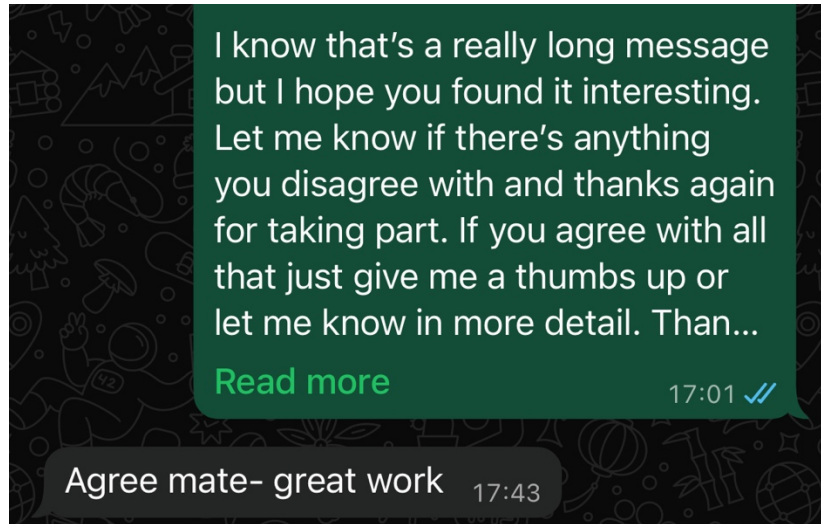 I know that’s a really long message
but I hope you found it interesting.
Let me know if there’s anything
you disagree with and thanks again
for taking part. If you agree with all
that just give me a thumbs up or
let me know in more detail. Than...
Read more
17:01
Agree mate- great work
17:43
42